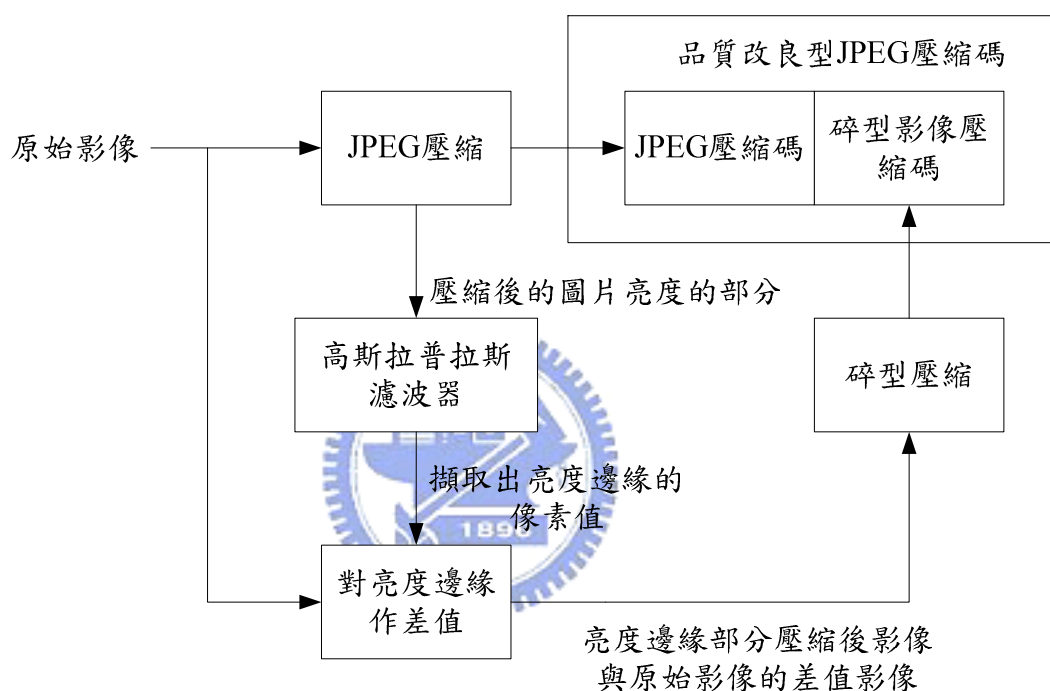 品質改良型JPEG壓縮碼
原始影像
JPEG壓縮
JPEG壓縮碼
碎型影像壓
縮碼
壓縮後的圖片亮度的部分
高斯拉普拉斯
濾波器
碎型壓縮
擷取出亮度邊緣的
像素值
1896
對亮度邊緣
作差值
亮度邊緣部分壓縮後影像
與原始影像的差值影像